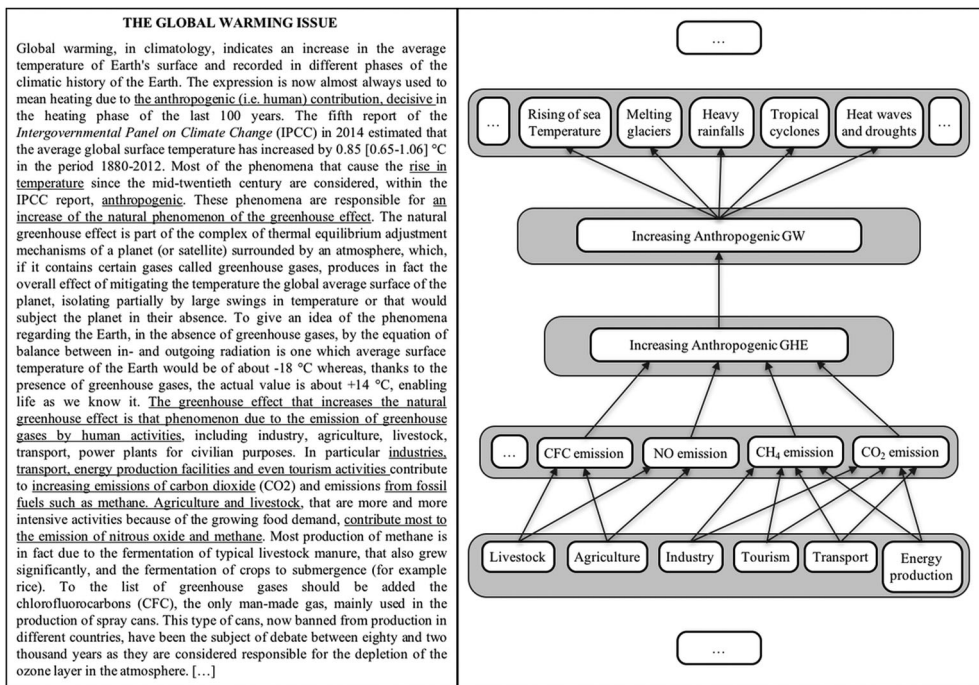 THE GLOBAL WARMING ISSUE
Global warming, in climatology, indicates an increase in the average
temperature of Earth's surface and recorded in different phases of the
climatic history of the Earth. The expression is now almost always used to
mean heating due to the anthropogenic (i.e. human) contribution, decisive in
the heating phase of the last 100 years. The fifth report of the
Intergovernmental Panel on Climate Change (IPCC) in 2014 estimated that
the average global surface temperature has increased by 0.85 [0.65-1.06] °C
in the period 1880-2012. Most of the phenomena that cause the rise in
temperature since the mid-twentieth century are considered, within the
IPCC report, anthropogenic. These phenomena are responsible for an
increase of the natural phenomenon of the greenhouse effect. The natural
greenhouse effect is part of the complex of thermal equilibrium adjustment
mechanisms of a planet (or satellite) surrounded by an atmosphere, which,
if it contains certain gases called greenhouse gases, produces in fact the
overall effect of mitigating the temperature the global average surface of the
planet, isolating partially by large swings in temperature or that would
subject the planet in their absence. To give an idea of the phenomena
regarding the Earth, in the absence of greenhouse gases, by the equation of
balance between in- and outgoing radiation is one which average surface
temperature of the Earth would be of about -18 °C whereas, thanks to the
presence of greenhouse gases, the actual value is about +14 °C, enabling
life as we know it. The greenhouse effect that increases the natural
greenhouse effect is that phenomenon due to the emission of greenhouse
gases by human activities, including industry, agriculture, livestock,
transport, power plants for civilian purposes. In particular industries,
transport, energy production facilities and even tourism activities contribute
to increasing emissions of carbon dioxide (CO2) and emissions from fossil
fuels such as methane. Agriculture and livestock, that are more and more
intensive activities because of the growing food demand, contribute most to
the emission of nitrous oxide and methane. Most production of methane is
in fact due to the fermentation of typical livestock manure, that also grew
significantly, and the fermentation of crops to submergence (for example
rice). To the list of greenhouse gases should be added the
chlorofluorocarbons (CFC), the only man-made gas, mainly used in the
production of spray cans. This type of cans, now banned from production in
different countries, have been the subject of debate between eighty and two
thousand years as they are considered responsible for the depletion of the
ozone layer in the atmosphere. […]
…
…
Rising of sea
Temperature
Melting
glaciers
Heavy
rainfalls
Tropical
cyclones
Heat waves
and droughts
…
Increasing Anthropogenic GW
Increasing Anthropogenic GHE
…
CFC emission
NO emission
CH₄ emission
CO₂ emission
Livestock
Agriculture
Industry
Tourism
Transport
Energy
production
…